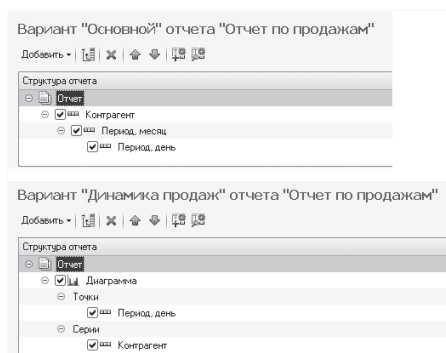 Вариант "Основной" отчета "Отчет по продажам"
Добавить
Структура отчета
Отчет
Контрагент
Период, месяц
Период, день
Вариант "Динамика продаж" отчета "Отчет по продажам"
Добавить
Структура отчета
Отчет
Диаграмма
Точки
Период, день
Серии
Контрагент